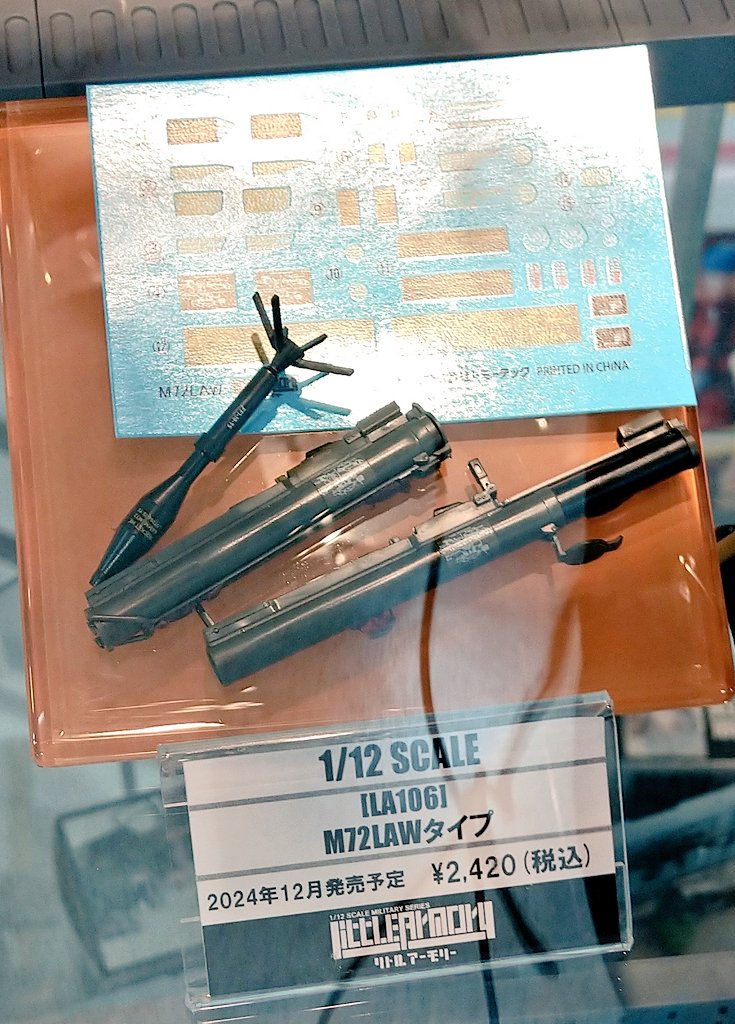 M72LAW
PRINTED IN CHINA
1/12 SCALE
[LA106]
M72LAWタイプ
2024年12月発売予定 ¥2,420(税込)
1/12 SCALE MILITARY SERIES
LittleArmory
リトルアーモリー